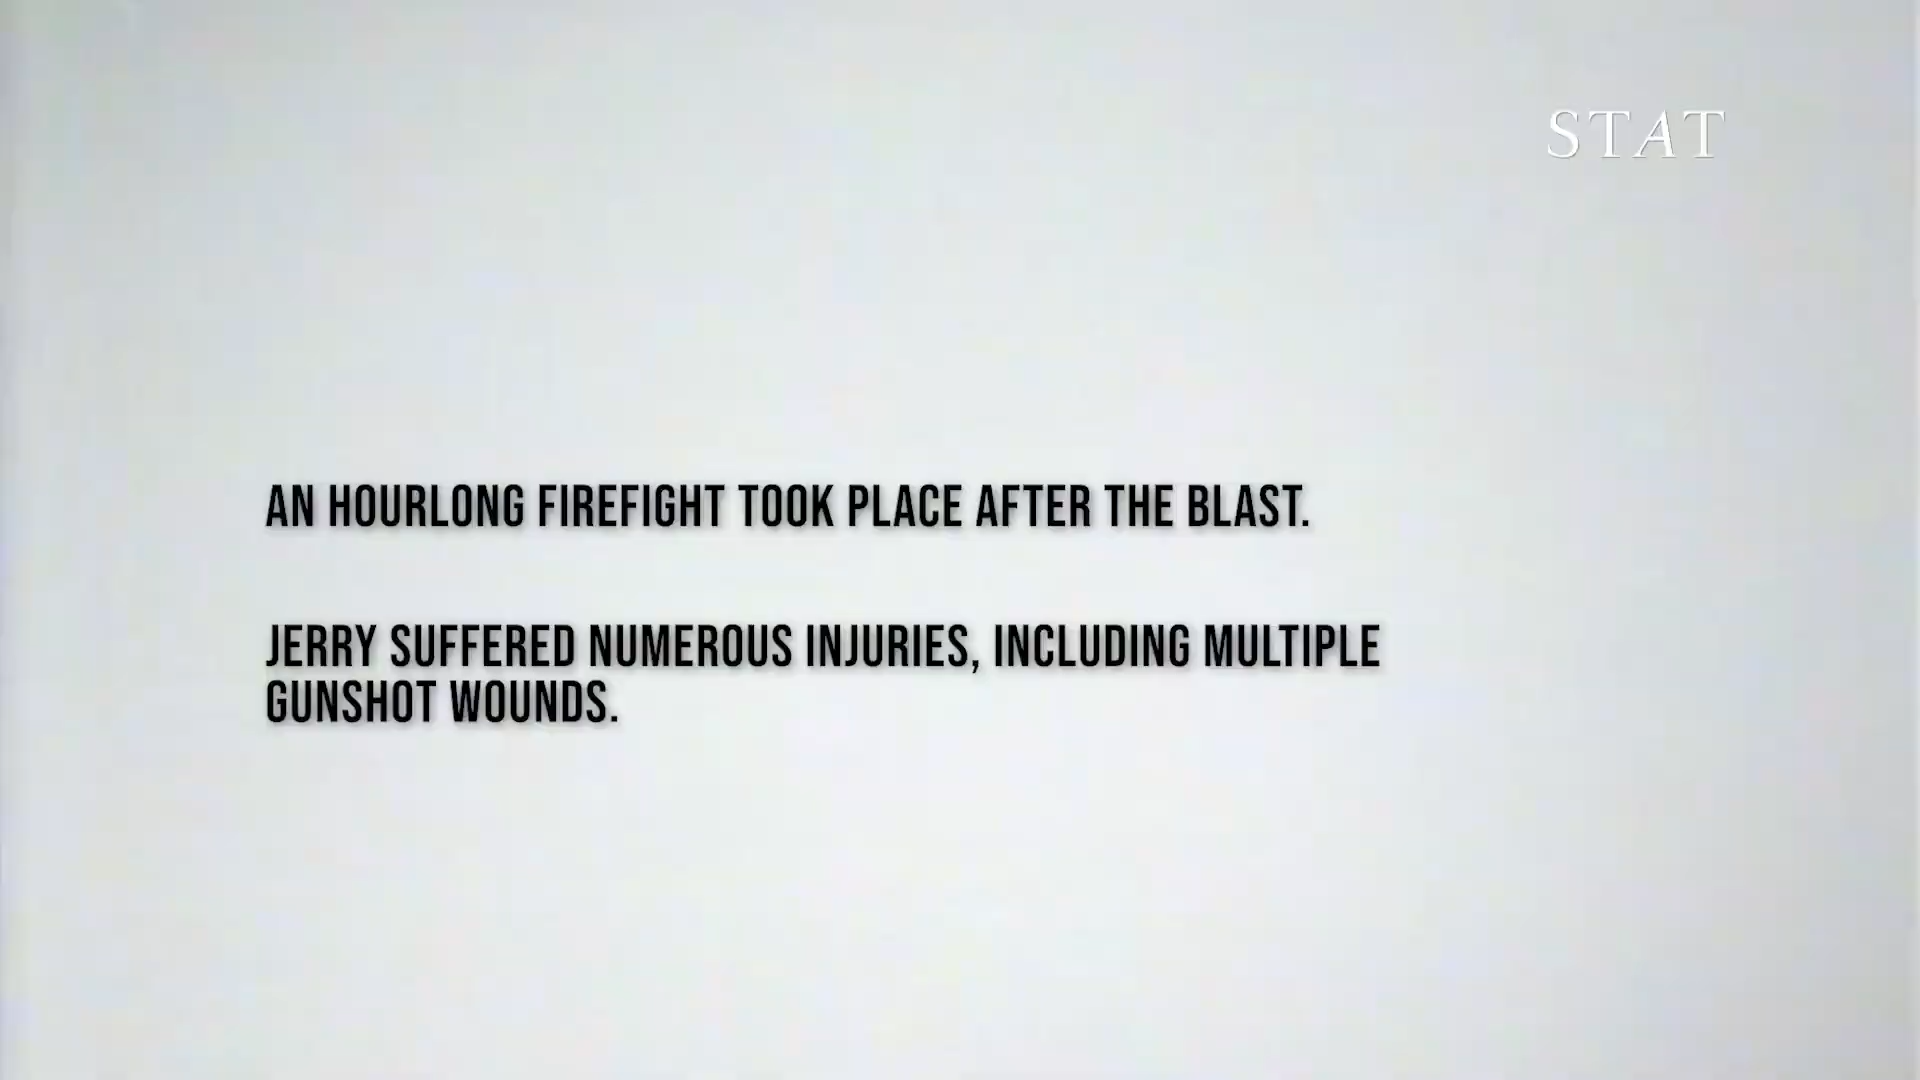 STAT
AN HOURLONG FIREFIGHT TOOK PLACE AFTER THE BLAST.
JERRY SUFFERED NUMEROUS INJURIES, INCLUDING MULTIPLE
GUNSHOT WOUNDS.